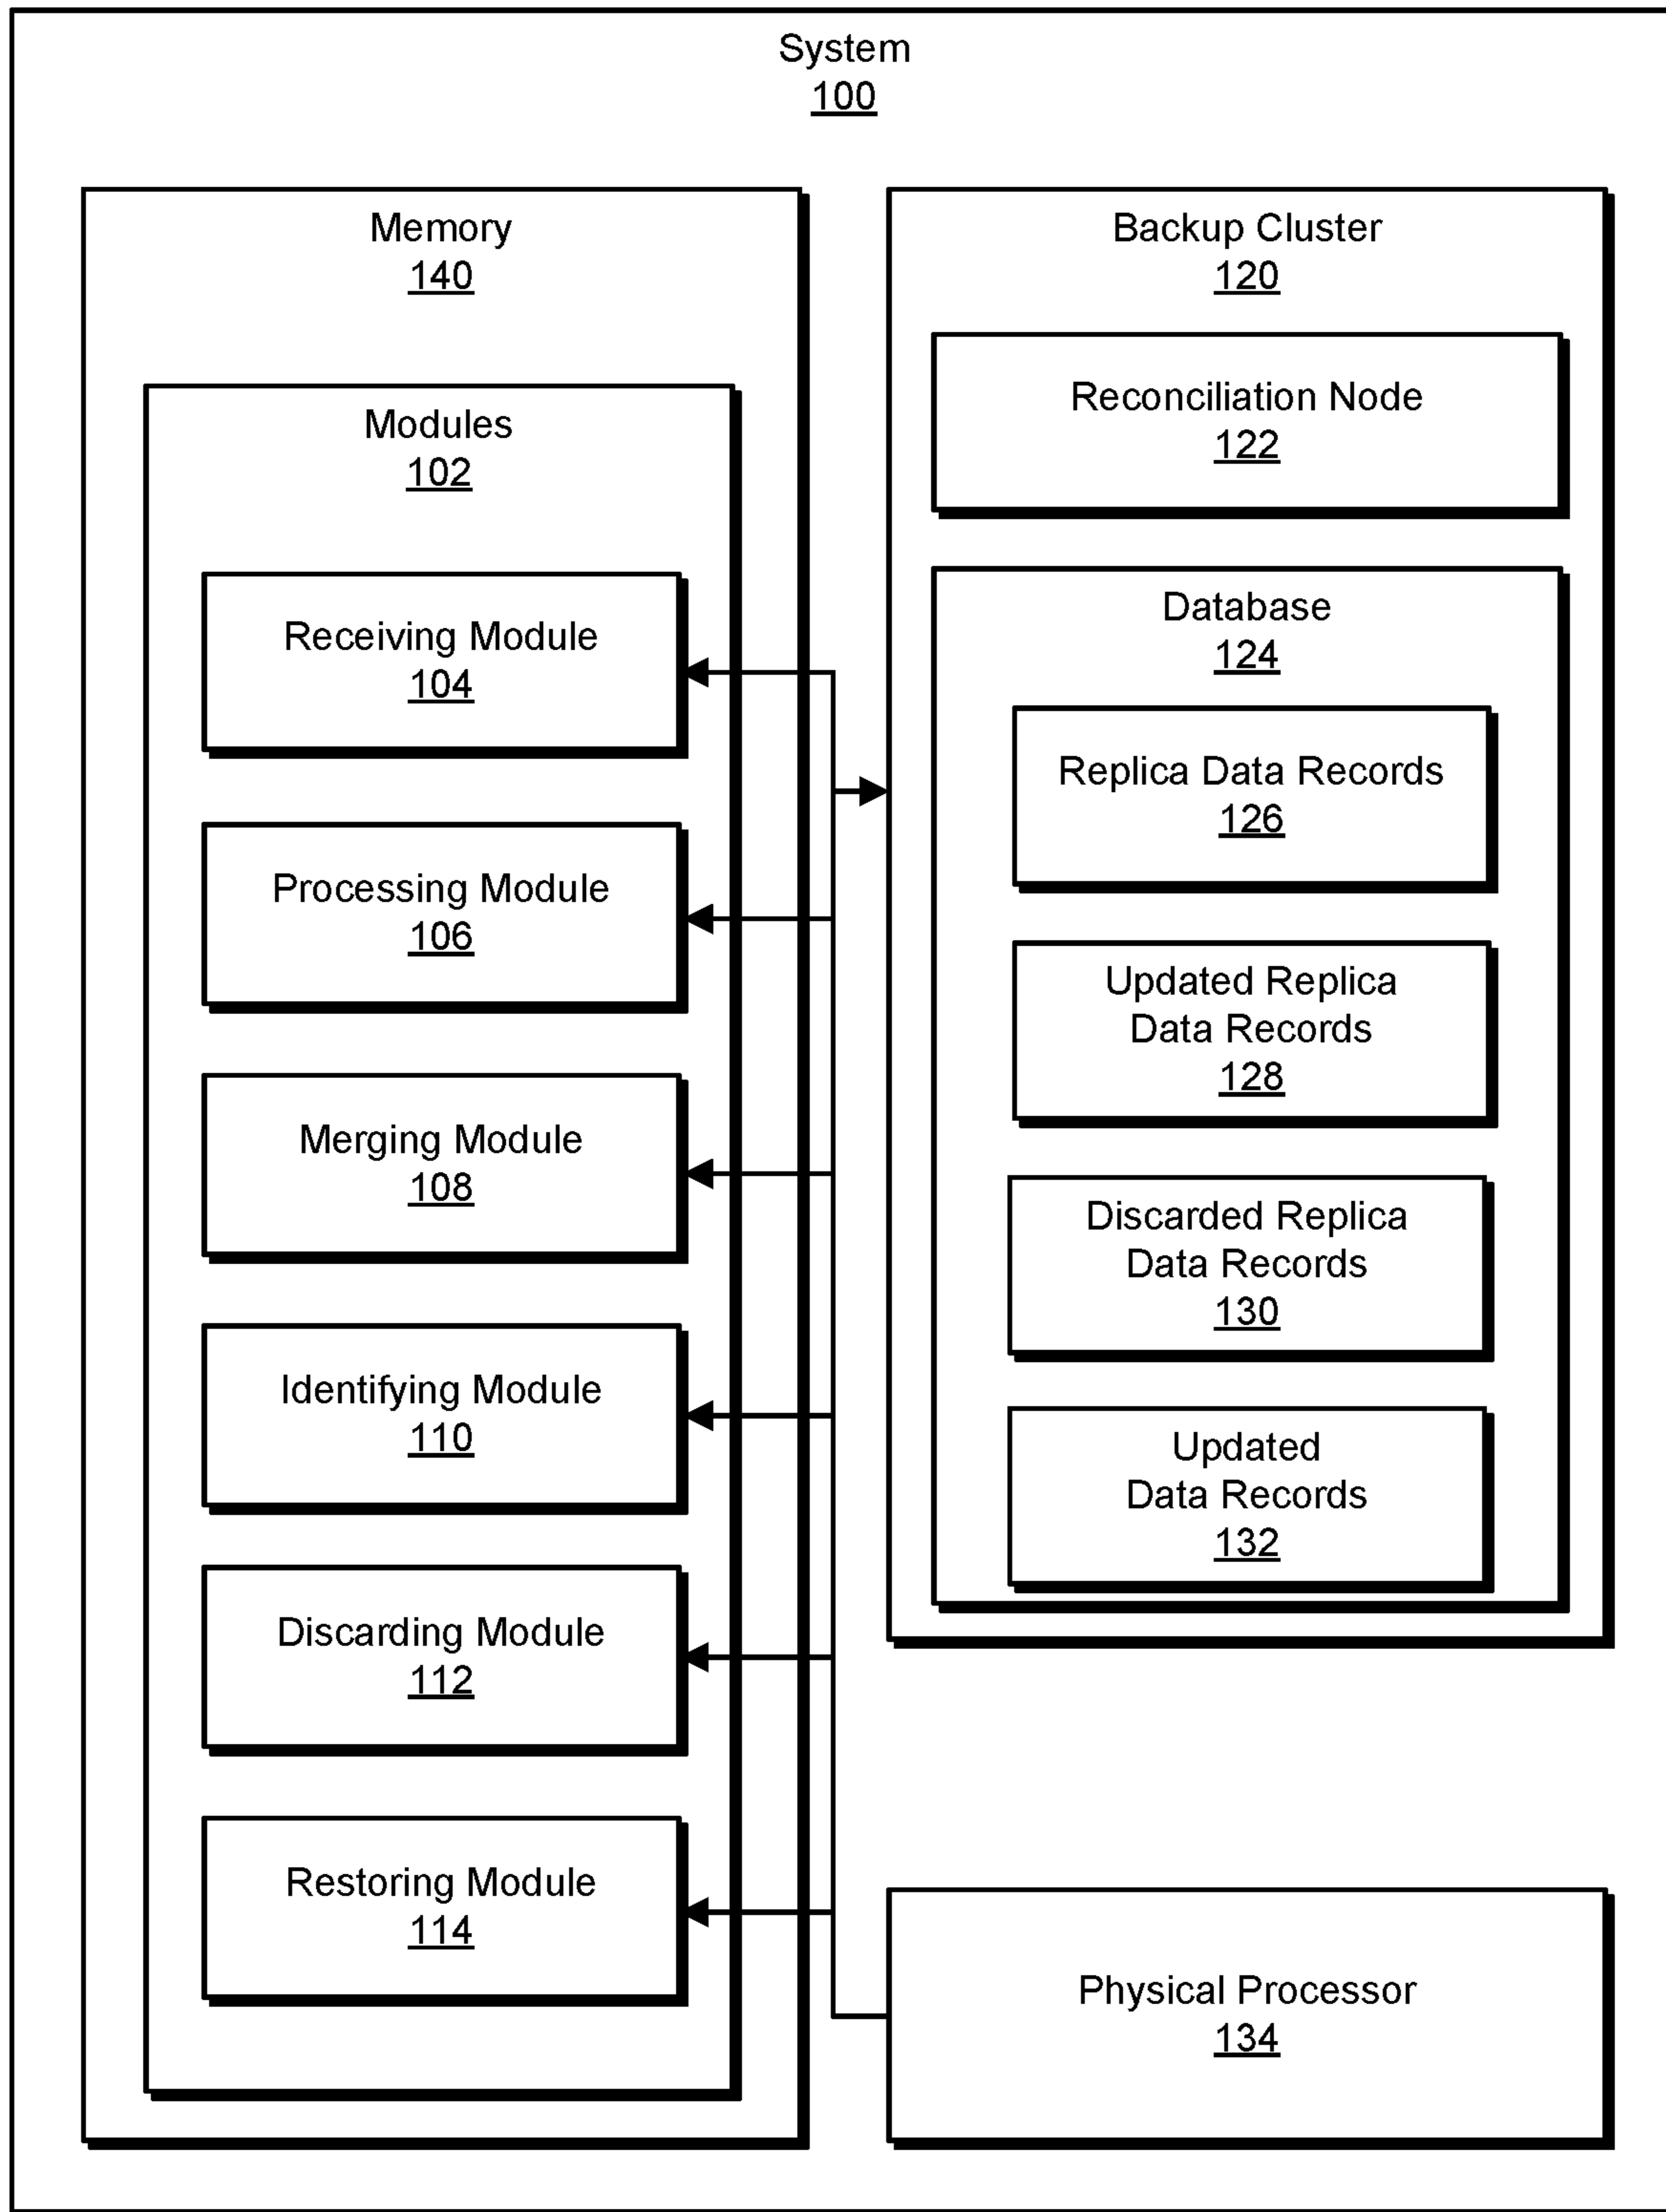 System
100
Memory
140
Modules
102
Receiving Module
104
Processing Module
106
Merging Module
108
Identifying Module
110
Discarding Module
112
Restoring Module
114
Backup Cluster
120
Reconciliation Node
122
Database
124
Replica Data Records
126
Updated Replica
Data Records
128
Discarded Replica
Data Records
130
Updated
Data Records
132
Physical Processor
134